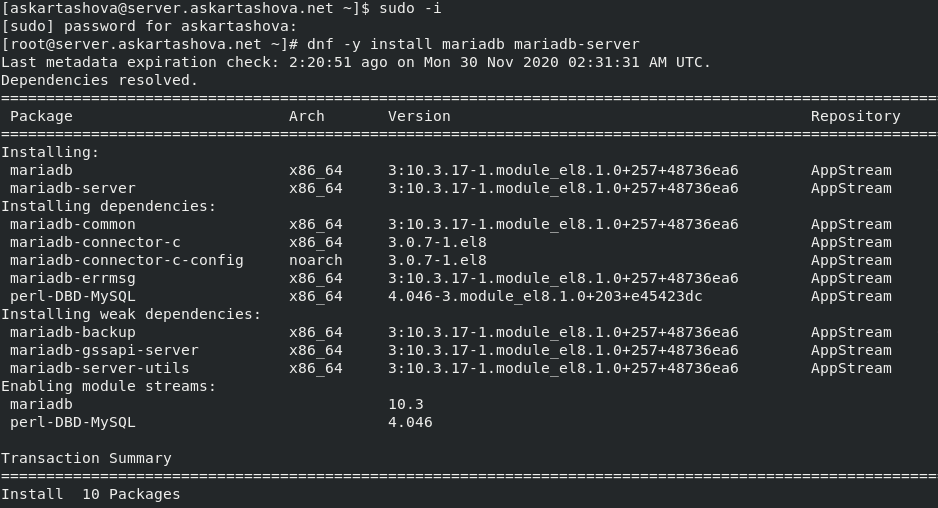 [askartashova@server.askartashova.net ~]$ sudo -i
[sudo] password for askartashova:
[root@server.askartashova.net ~]# dnf -y install mariadb mariadb-server
Last metadata expiration check: 2:20:51 ago on Mon 30 Nov 2020 02:31:31 AM UTC.
Dependencies resolved.
================================================================================
Package Arch Version Repository
================================================================================
Installing:
mariadb x86_64 3:10.3.17-1.module_el8.1.0+257+48736ea6 AppStream
mariadb-server x86_64 3:10.3.17-1.module_el8.1.0+257+48736ea6 AppStream
Installing dependencies:
mariadb-common x86_64 3:10.3.17-1.module_el8.1.0+257+48736ea6 AppStream
mariadb-connector-c x86_64 3.0.7-1.el8 AppStream
mariadb-connector-c-config noarch 3.0.7-1.el8 AppStream
mariadb-errmsg x86_64 3:10.3.17-1.module_el8.1.0+257+48736ea6 AppStream
perl-DBD-MySQL x86_64 4.046-3.module_el8.1.0+203+e45423dc AppStream
Installing weak dependencies:
mariadb-backup x86_64 3:10.3.17-1.module_el8.1.0+257+48736ea6 AppStream
mariadb-gssapi-server x86_64 3:10.3.17-1.module_el8.1.0+257+48736ea6 AppStream
mariadb-server-utils x86_64 3:10.3.17-1.module_el8.1.0+257+48736ea6 AppStream
Enabling module streams:
mariadb 10.3
perl-DBD-MySQL 4.046
Transaction Summary
================================================================================
Install 10 Packages